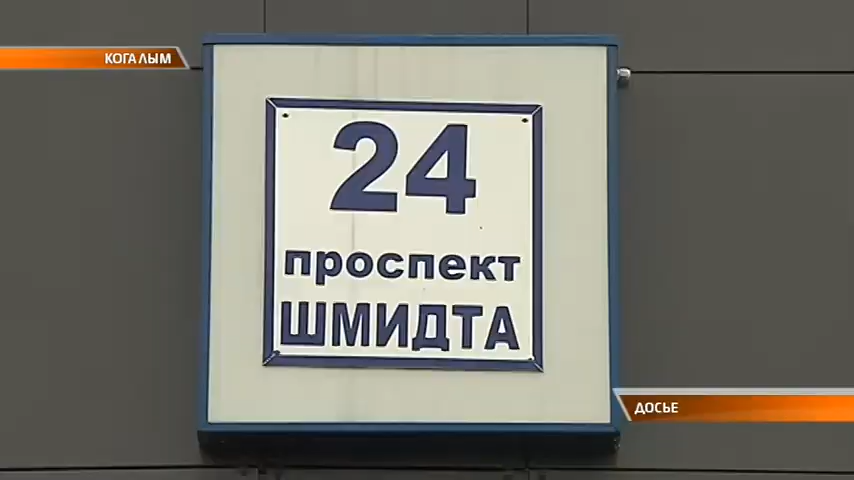 КОГАЛЫМ
24
проспект
ШМИДТА
ДОСЬЕ